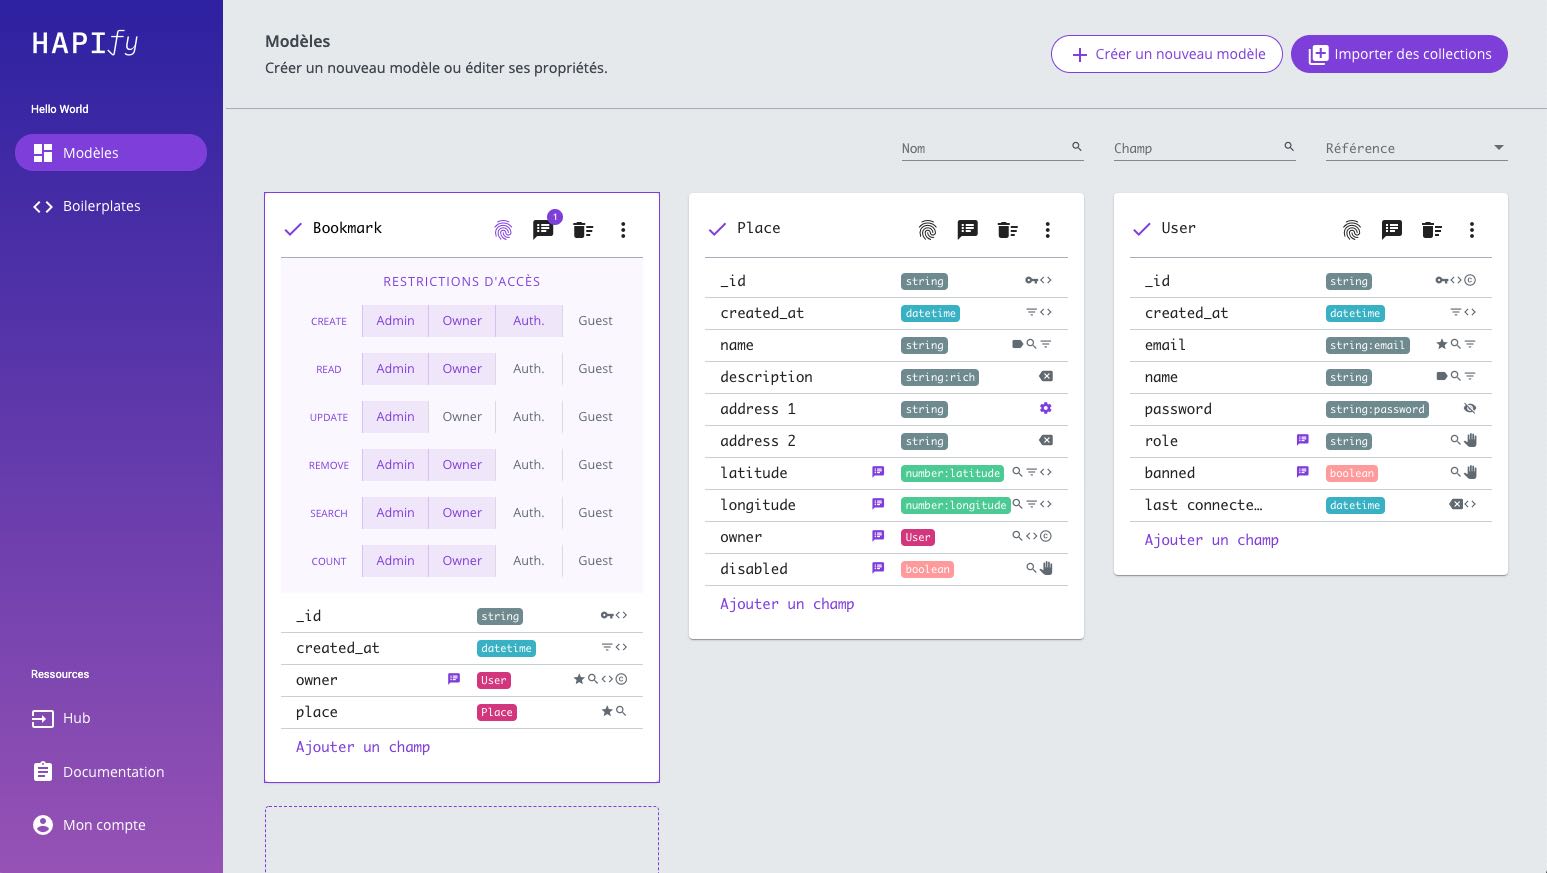 HAPIfy
Hello World
Modèles
Boilerplates
Ressources
Hub
Documentation
Mon compte
Modèles
Créer un nouveau modèle ou éditer ses propriétés.
Créer un nouveau modèle
Importer des collections
Nom
Champ
Référence
Bookmark
1
RESTRICTIONS D'ACCÈS
CREATE Admin Owner Auth. Guest
READ Admin Owner Auth. Guest
UPDATE Admin Owner Auth. Guest
REMOVE Admin Owner Auth. Guest
SEARCH Admin Owner Auth. Guest
COUNT Admin Owner Auth. Guest
_id string
created_at datetime
owner User
place Place
Ajouter un champ
Place
_id string
created_at datetime
name string
description string:rich
address 1 string
address 2 string
latitude number:latitude
longitude number:longitude
owner User
disabled boolean
Ajouter un champ
User
_id string
created_at datetime
email string:email
name string
password string:password
role string
banned boolean
last connecte… datetime
Ajouter un champ